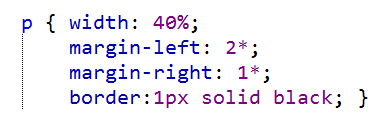 p { width: 40%;
margin-left: 2*;
margin-right: 1*;
border:1px solid black; }